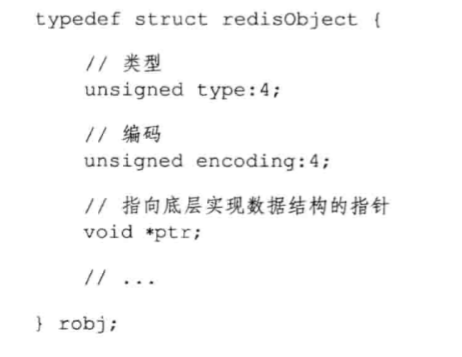 typedef struct redisObject {
// 类型
unsigned type:4;
// 编码
unsigned encoding:4;
// 指向底层实现数据结构的指针
void *ptr;
// ...
} robj;